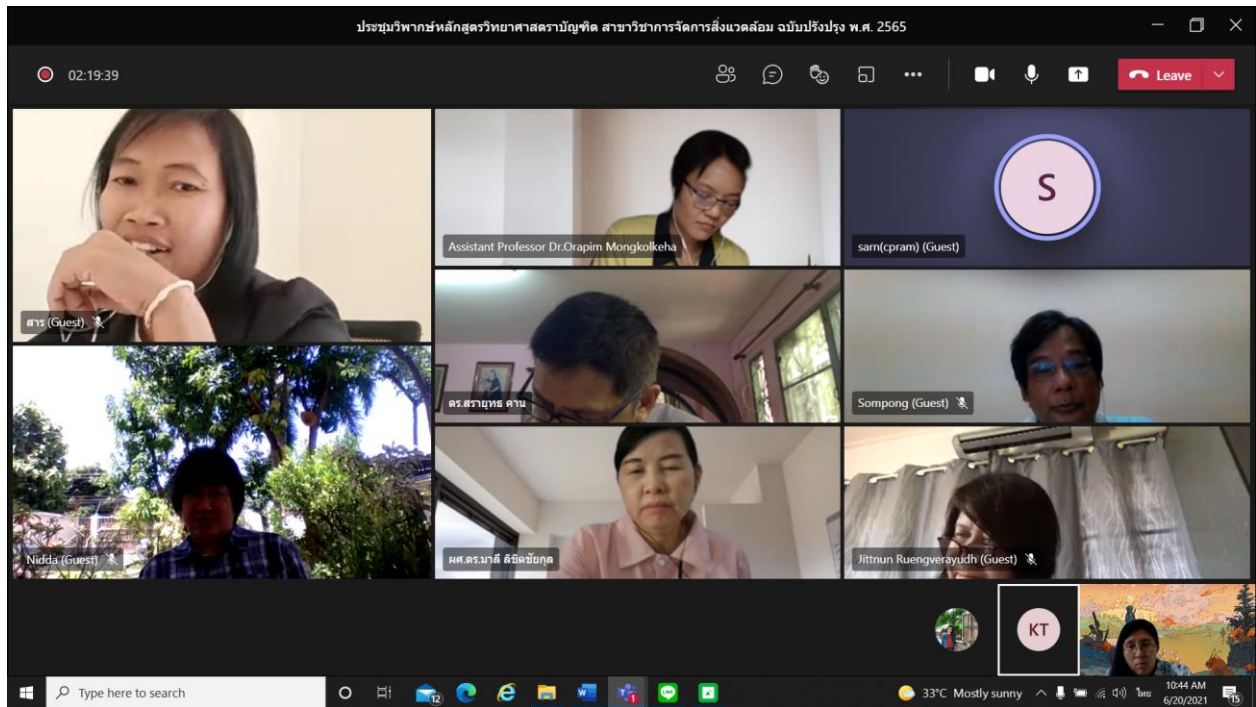 ประชุมวิพากษ์หลักสูตรวิทยาศาสตราบัญฑิต สาขาวิชาการจัดการสิ่งแวดล้อม ฉบับปรับปรุง พ.ศ. 2565
02:19:39
Leave
สาร (Guest)
Assistant Professor Dr.Orapim Mongkolkeha
S
sarn(cpram) (Guest)
ดร.สรายุทธ คาน
Sompong (Guest)
Nidda (Guest)
ผศ.ดร.มาลี ลิขิตชัยกุล
Jittnun Ruengverayudh (Guest)
KT
Type here to search
12
33°C Mostly sunny
ไทย
10:44 AM
6/20/2021
15